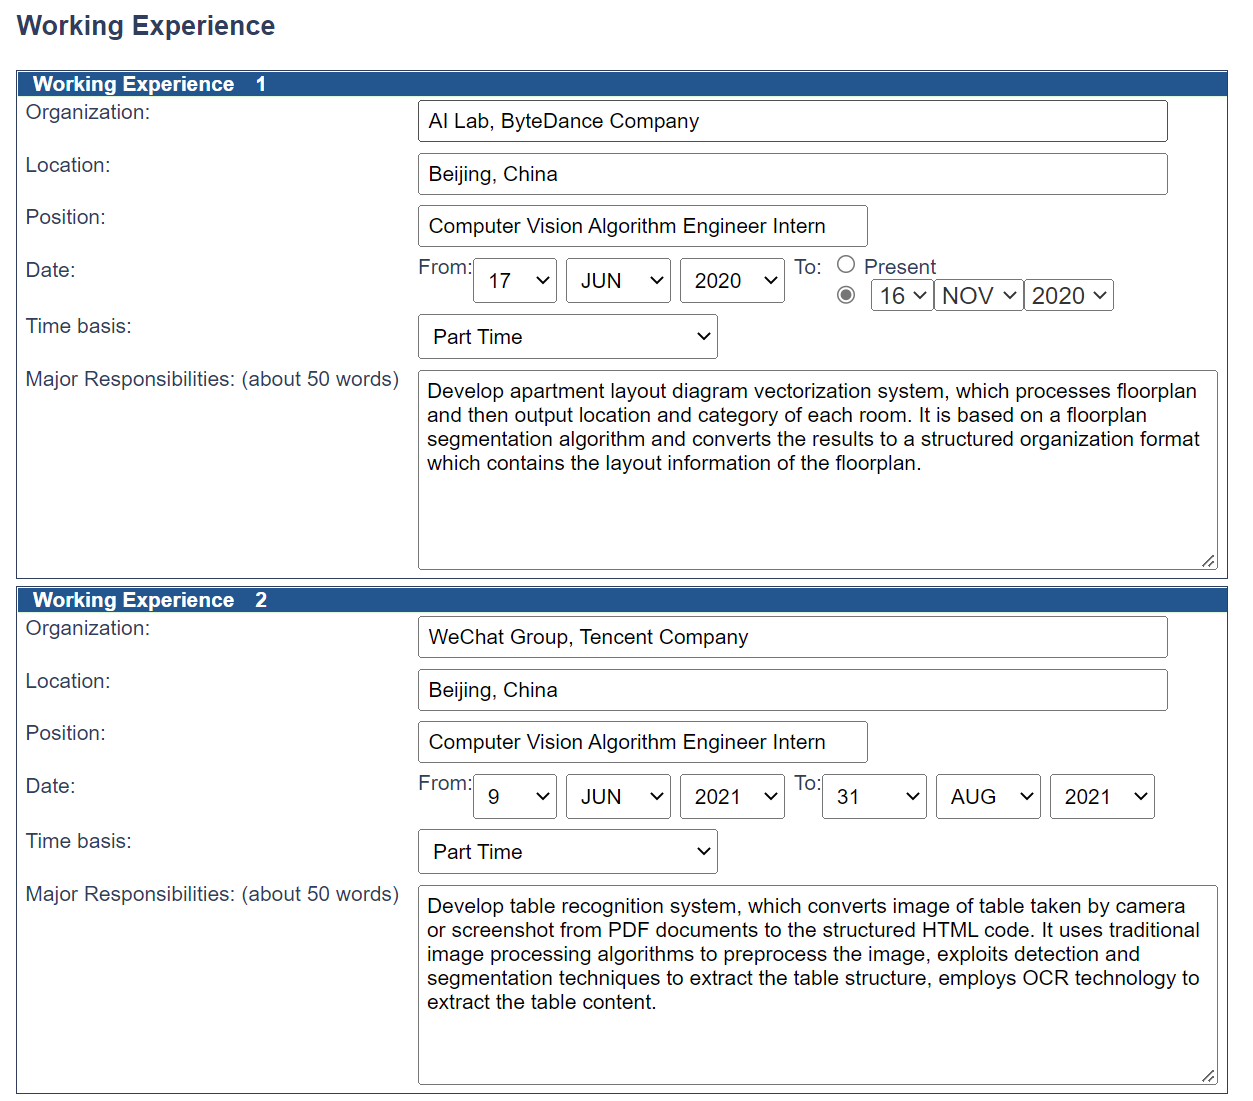 Working Experience
Working Experience 1
Organization: AI Lab, ByteDance Company
Location: Beijing, China
Position: Computer Vision Algorithm Engineer Intern
Date: From: 17 JUN 2020 To: Present
16 NOV 2020
Time basis: Part Time
Major Responsibilities: (about 50 words)
Develop apartment layout diagram vectorization system, which processes floorplan
and then output location and category of each room. It is based on a floorplan
segmentation algorithm and converts the results to a structured organization format
which contains the layout information of the floorplan.
Working Experience 2
Organization: WeChat Group, Tencent Company
Location: Beijing, China
Position: Computer Vision Algorithm Engineer Intern
Date: From: 9 JUN 2021 To: 31 AUG 2021
Time basis: Part Time
Major Responsibilities: (about 50 words)
Develop table recognition system, which converts image of table taken by camera
or screenshot from PDF documents to the structured HTML code. It uses traditional
image processing algorithms to preprocess the image, exploits detection and
segmentation techniques to extract the table structure, employs OCR technology to
extract the table content.